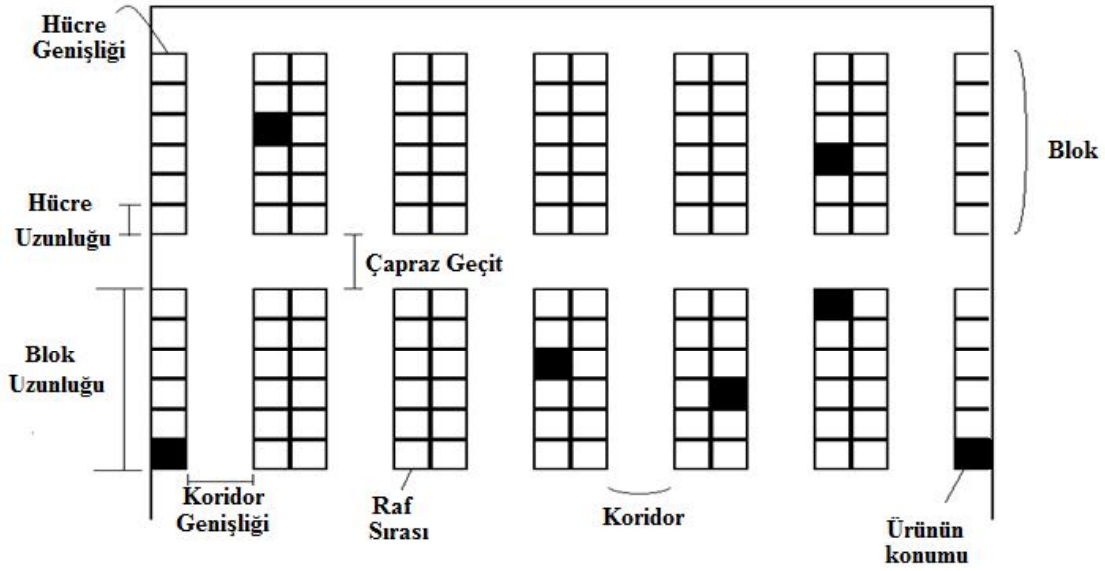 Hücre
Genişliği
Blok
Hücre
Uzunluğu
Çapraz Geçit
Blok
Uzunluğu
Koridor
Genişliği
Raf
Sırası
Koridor
Ürünün
konumu